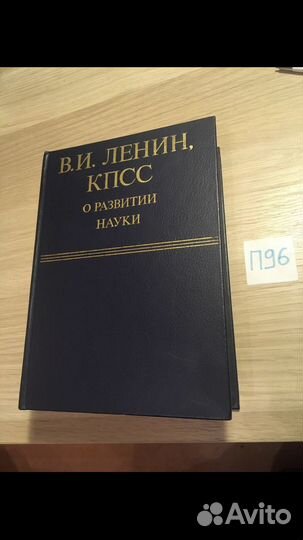 В.И. ЛЕНИН,
КПСС
О РАЗВИТИИ
НАУКИ
П96
Avito